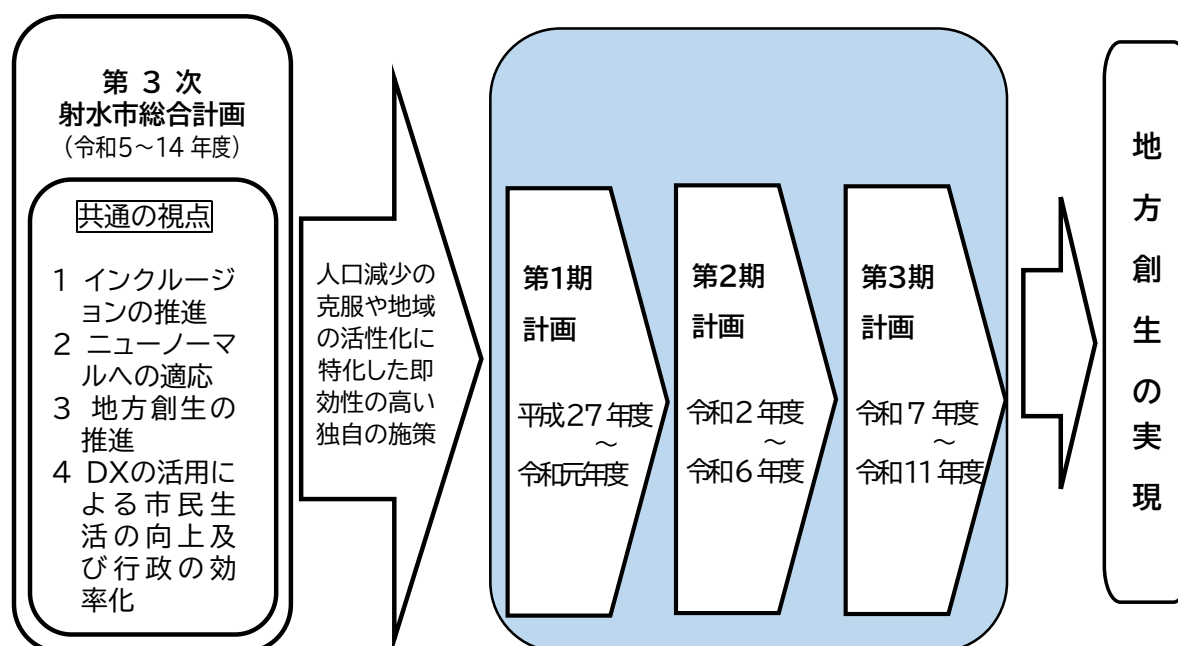 第 3 次
射水市総合計画
（令和5～14 年度）
共通の視点
1 インクルージ
ョンの推進
2 ニューノーマ
ルへの適応
3 地方創生の
推進
4 DXの活用に
よる市民生
活の向上及
び行政の効
率化
人口減少の
克服や地域
の活性化に
特化した即
効性の高い
独自の施策
第1期
計画
平成27年度
～
令和元年度
第2期
計画
令和2年度
～
令和6年度
第3期
計画
令和7年度
～
令和11年度
地方創生の実現